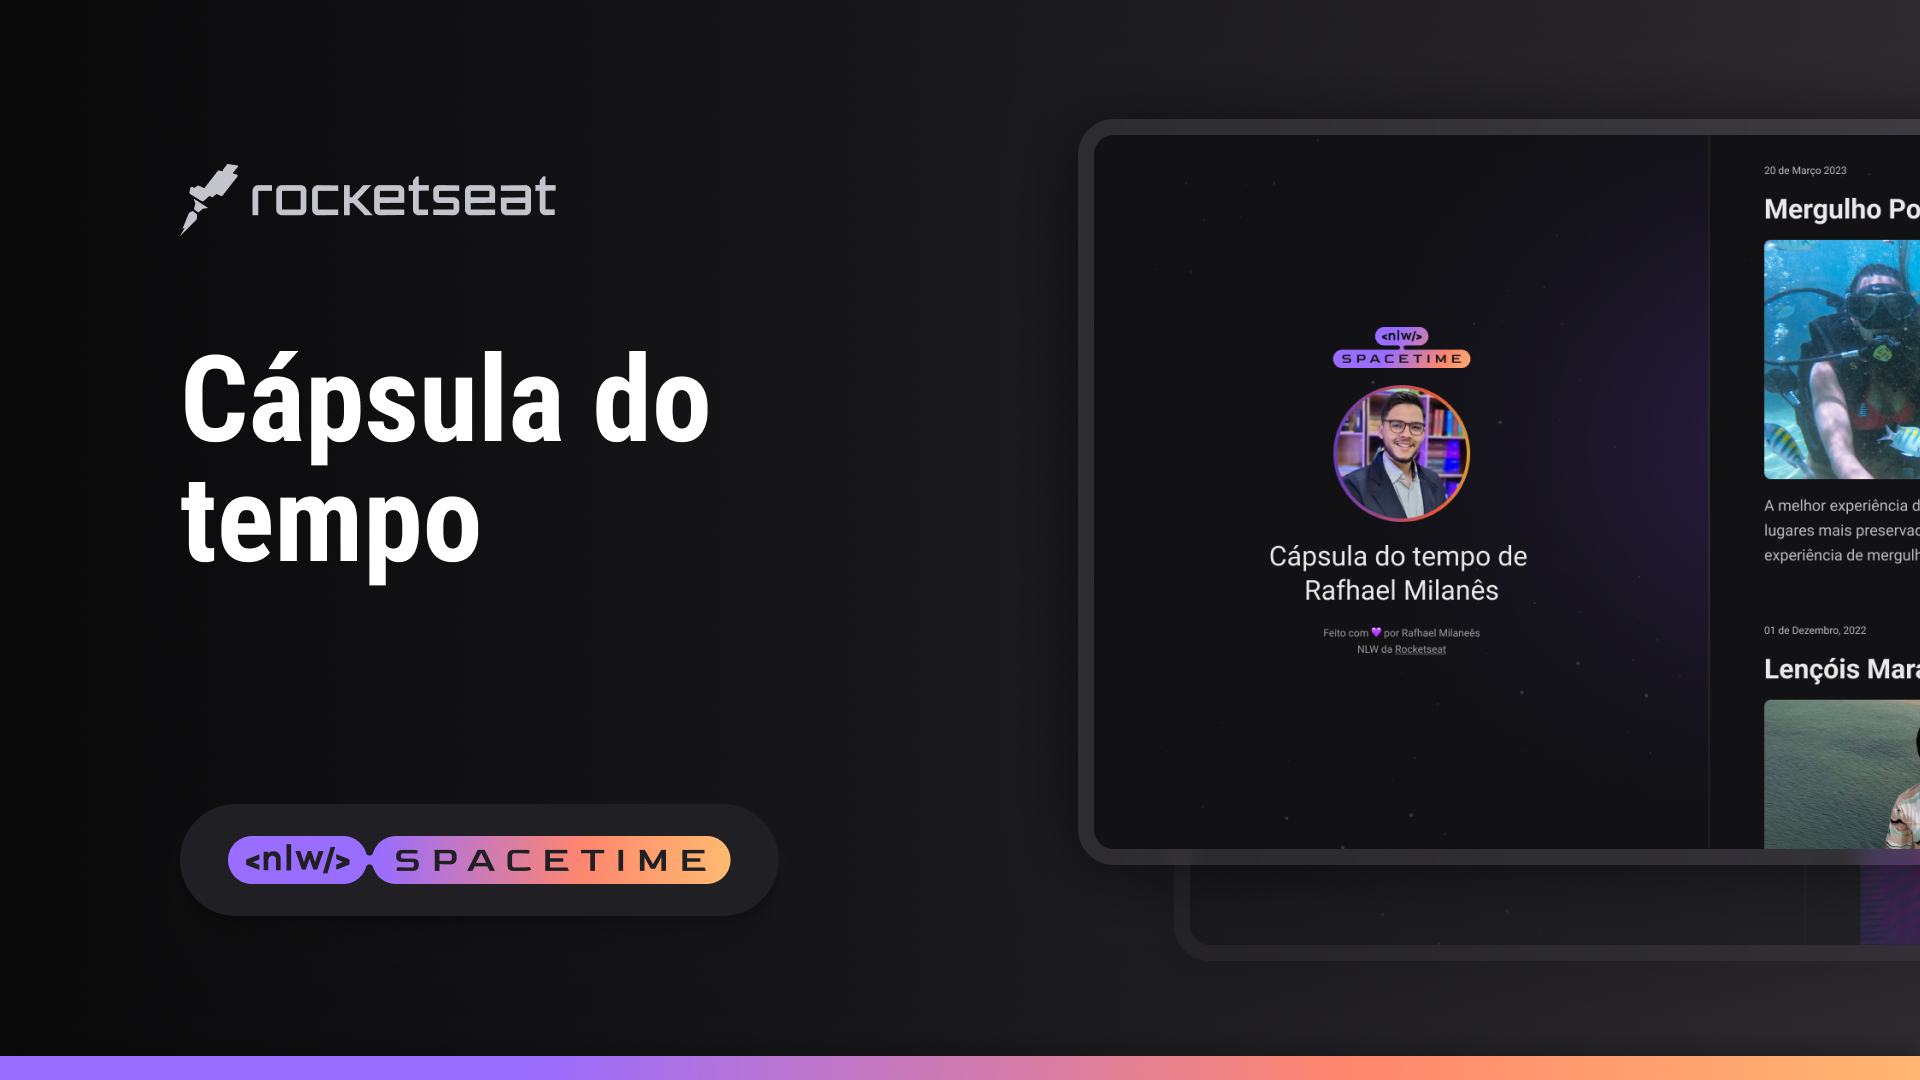 rocketseat
Cápsula do
tempo
<nlw/> SPACETIME
<nlw/>
SPACETIME
Cápsula do tempo de
Rafhael Milanês
Feito com 💜 por Rafhael Milaneês
NLW da Rocketseat
20 de Março 2023
Mergulho Po
A melhor experiência d
lugares mais preservad
experiência de mergulh
01 de Dezembro, 2022
Lençóis Mara